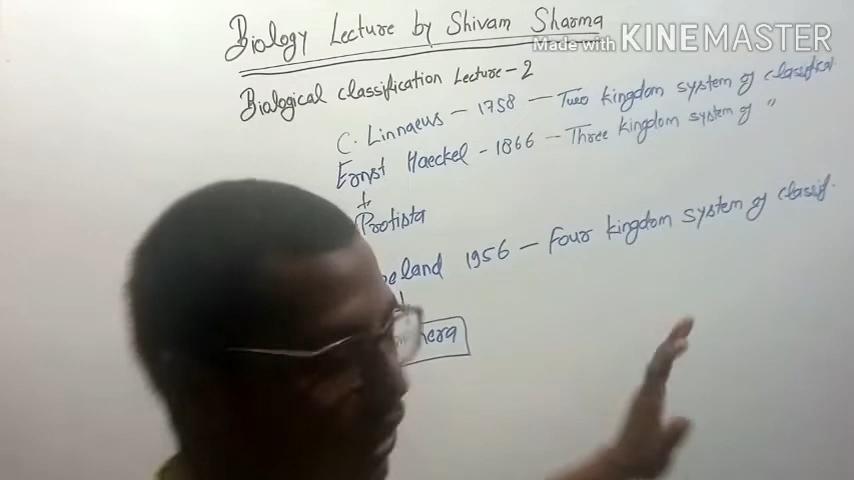 Biology Lecture by Shivam Sharma
Made with KINEMASTER
Biological classification Lecture-2
C. Linnaeus - 1758 - Two kingdom system of classifical
Ernst Haeckel - 1866 - Three kingdom system of "
Protista
1956 - Four kingdom system of classif.